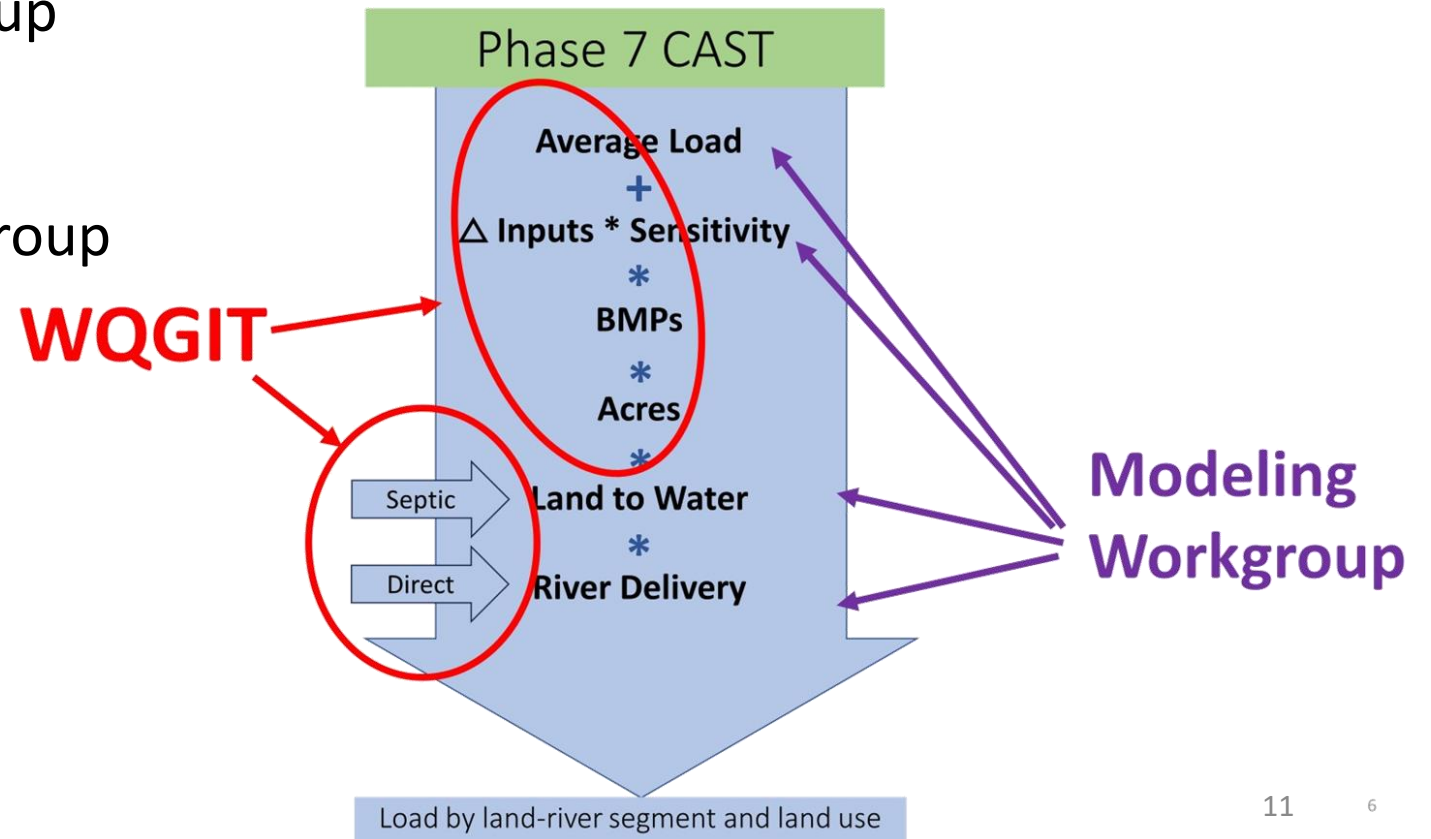 up
Phase 7 CAST
Average Load
+
△ Inputs * Sensitivity
*
BMPs
*
Acres
*
Land to Water
*
River Delivery
roup
WQGIT
Septic
Direct
Modeling
Workgroup
Load by land-river segment and land use
11
6